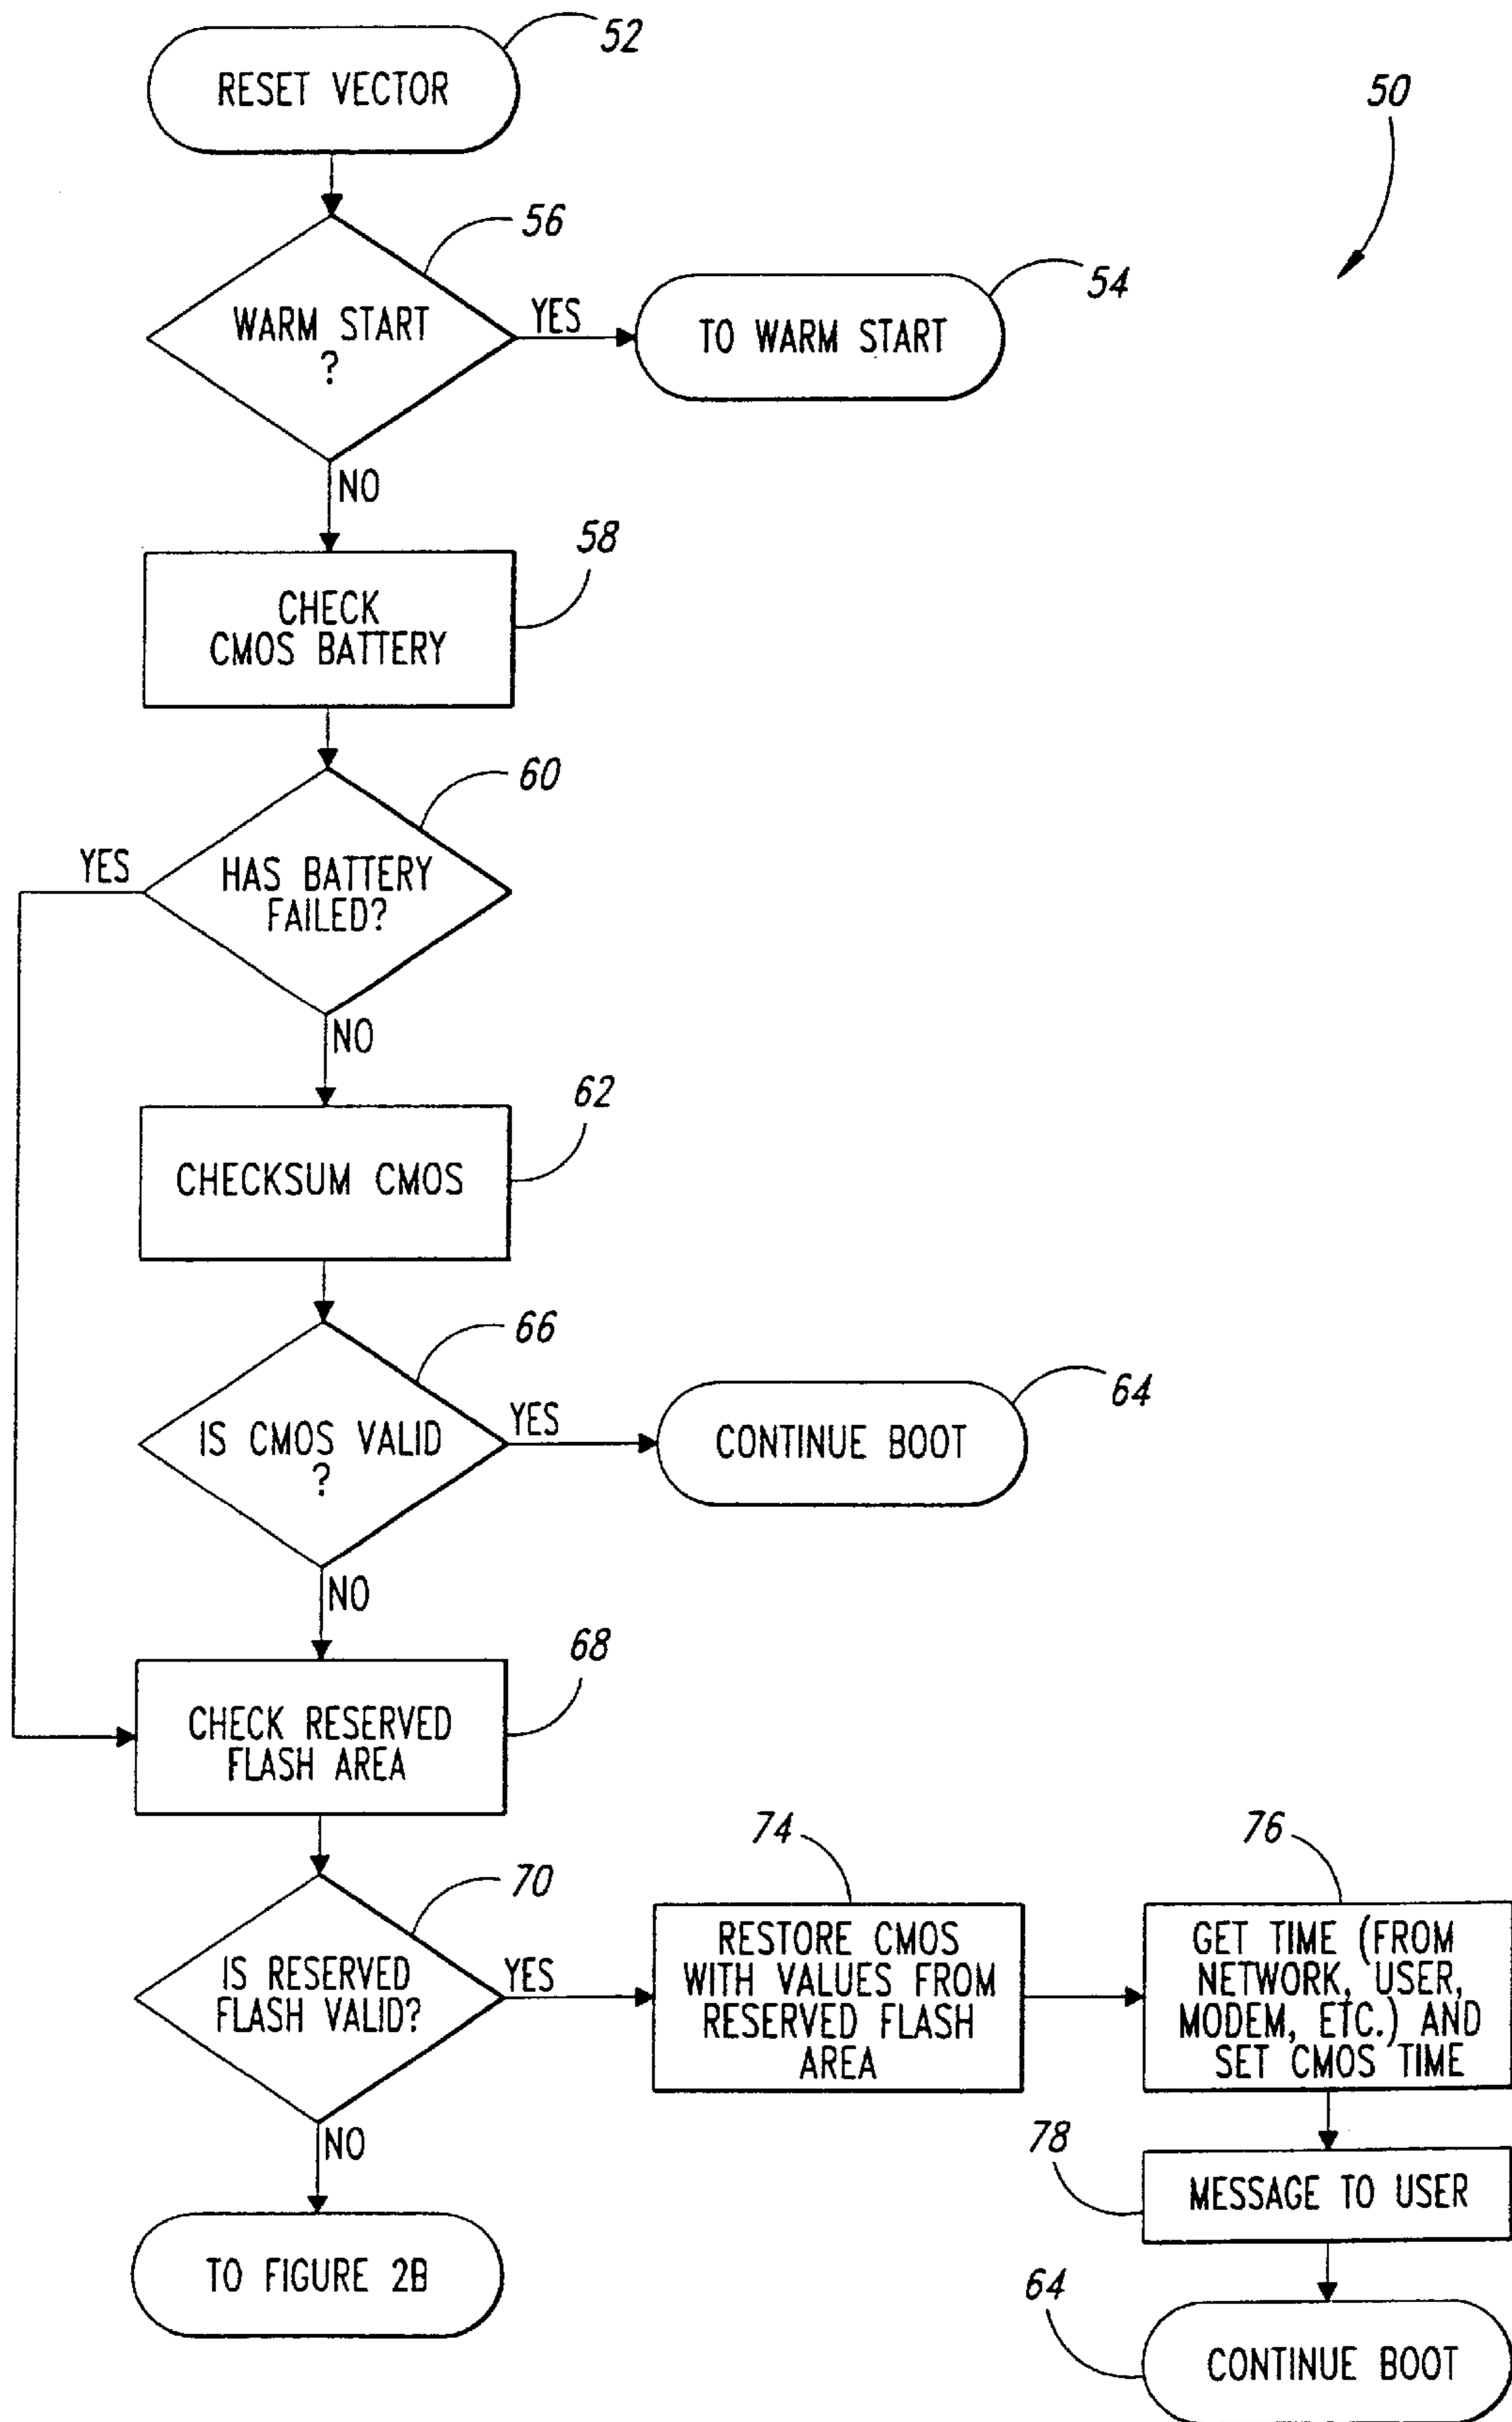 52
RESET VECTOR
50
56
WARM START
?
YES
54
TO WARM START
NO
58
CHECK
CMOS BATTERY
60
YES
HAS BATTERY
FAILED?
NO
62
CHECKSUM CMOS
66
IS CMOS VALID
?
YES
64
CONTINUE BOOT
NO
68
CHECK RESERVED
FLASH AREA
70
IS RESERVED
FLASH VALID?
YES
74
RESTORE CMOS
WITH VALUES FROM
RESERVED FLASH
AREA
76
GET TIME (FROM
NETWORK, USER,
MODEM, ETC.) AND
SET CMOS TIME
NO
78
MESSAGE TO USER
TO FIGURE 2B
64
CONTINUE BOOT